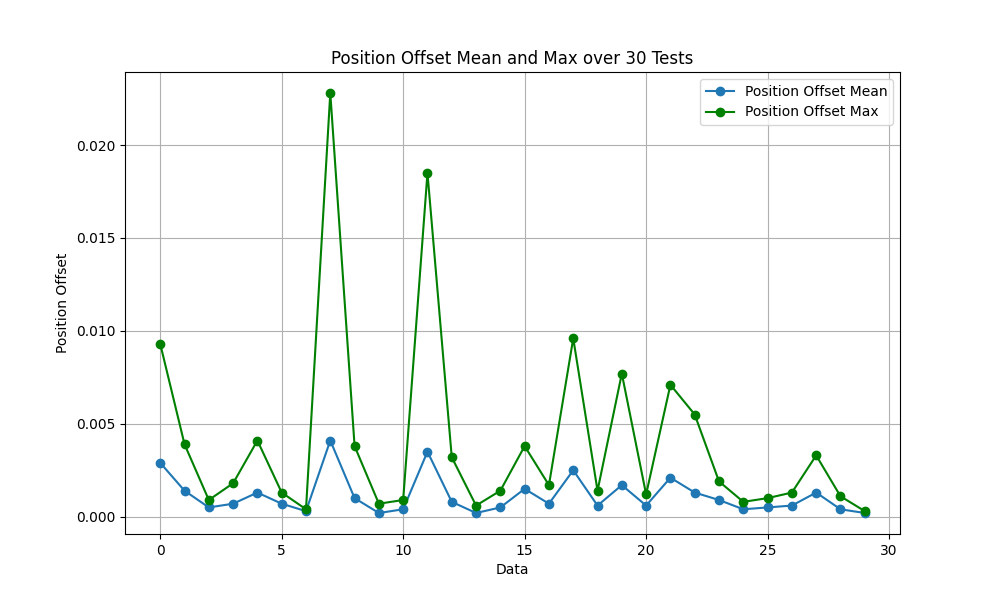 Position Offset Mean and Max over 30 Tests
Position Offset Mean
Position Offset Max
0.020
0.015
0.010
0.005
0.000
Position Offset
0 5 10 15 20 25 30
Data